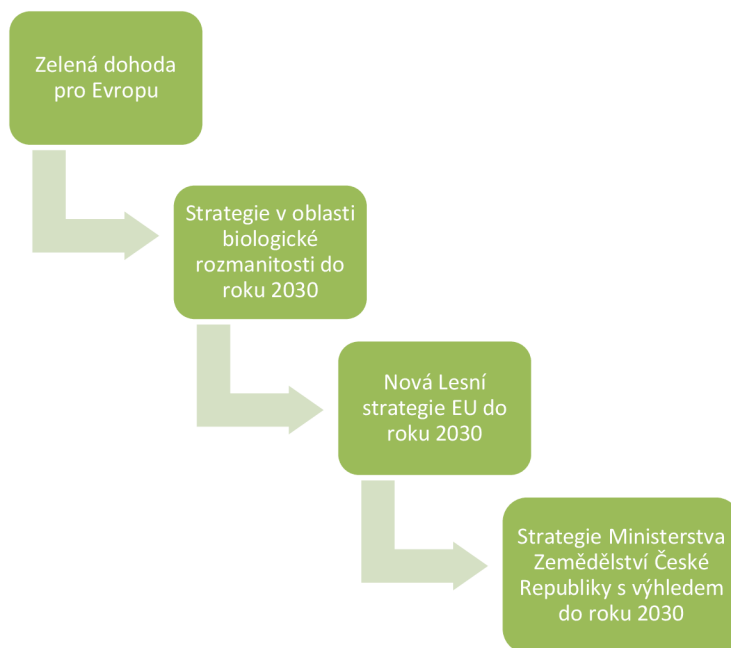 Zelená dohoda
pro Evropu
Strategie v oblasti
biologické
rozmanitosti do
roku 2030
Nová Lesní
strategie EU do
roku 2030
Strategie Ministerstva
Zemědělství České
Republiky s výhledem
do roku 2030